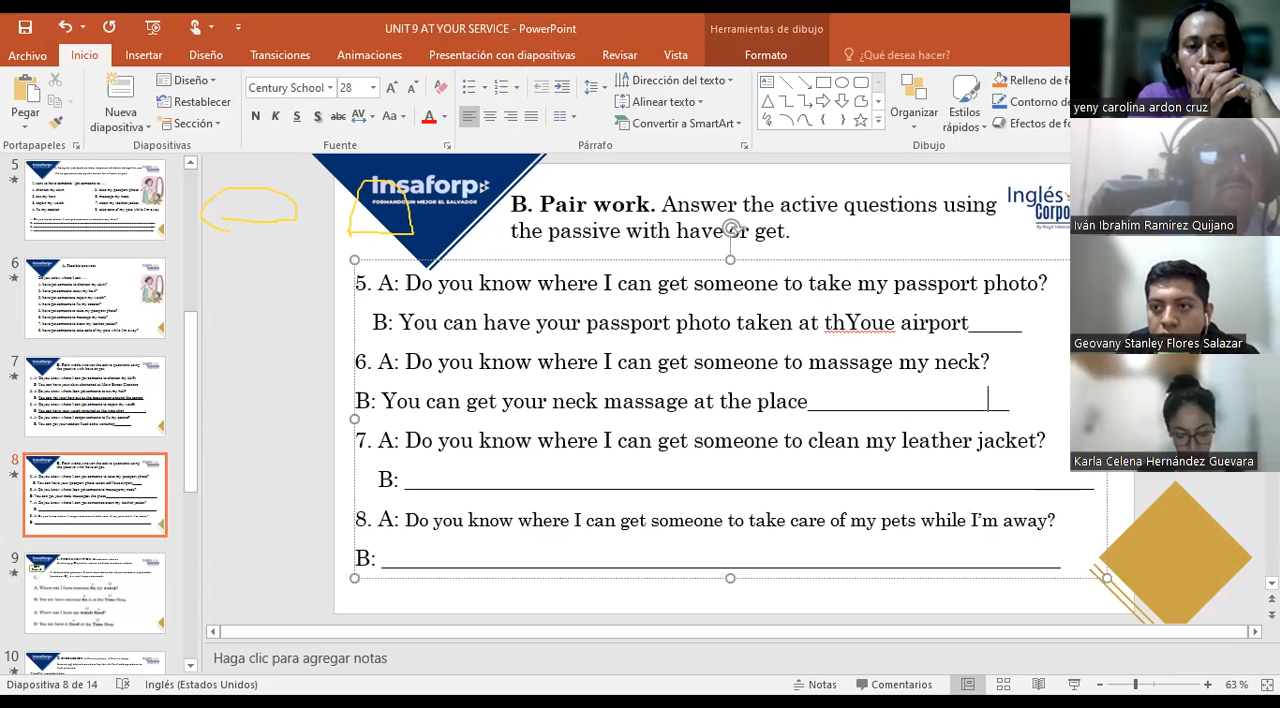 UNIT 9 AT YOUR SERVICE - PowerPoint
Herramientas de dibujo
Archivo Inicio Insertar Diseño Transiciones Animaciones Presentación con diapositivas Revisar Vista Formato ¿Qué desea hacer?
Pegar
Nueva diapositiva
Diseño
Restablecer
Sección
Century School 28
Dirección del texto
Alinear texto
Convertir a SmartArt
Organizar
Estilos rápidos
Relleno de
Contorno
Efectos de
Portapapeles Diapositivas Fuente Párrafo Dibujo
yeny carolina ardon cruz
Iván Ibrahim Ramirez Quijano
Geovany Stanley Flores Salazar
Karla Celena Hernández Guevara
5
6
7
8
9
10
Insaforp
FORMANDO UN MEJOR EL SALVADOR
Inglés
Corpo
B. Pair work. Answer the active questions using
the passive with have or get.
5. A: Do you know where I can get someone to take my passport photo?
B: You can have your passport photo taken at thYone airport_____
6. A: Do you know where I can get someone to massage my neck?
B: You can get your neck massage at the place
7. A: Do you know where I can get someone to clean my leather jacket?
B:
8. A: Do you know where I can get someone to take care of my pets while I'm away?
B:
Haga clic para agregar notas
Diapositiva 8 de 14 Inglés (Estados Unidos) Notas Comentarios 63 %